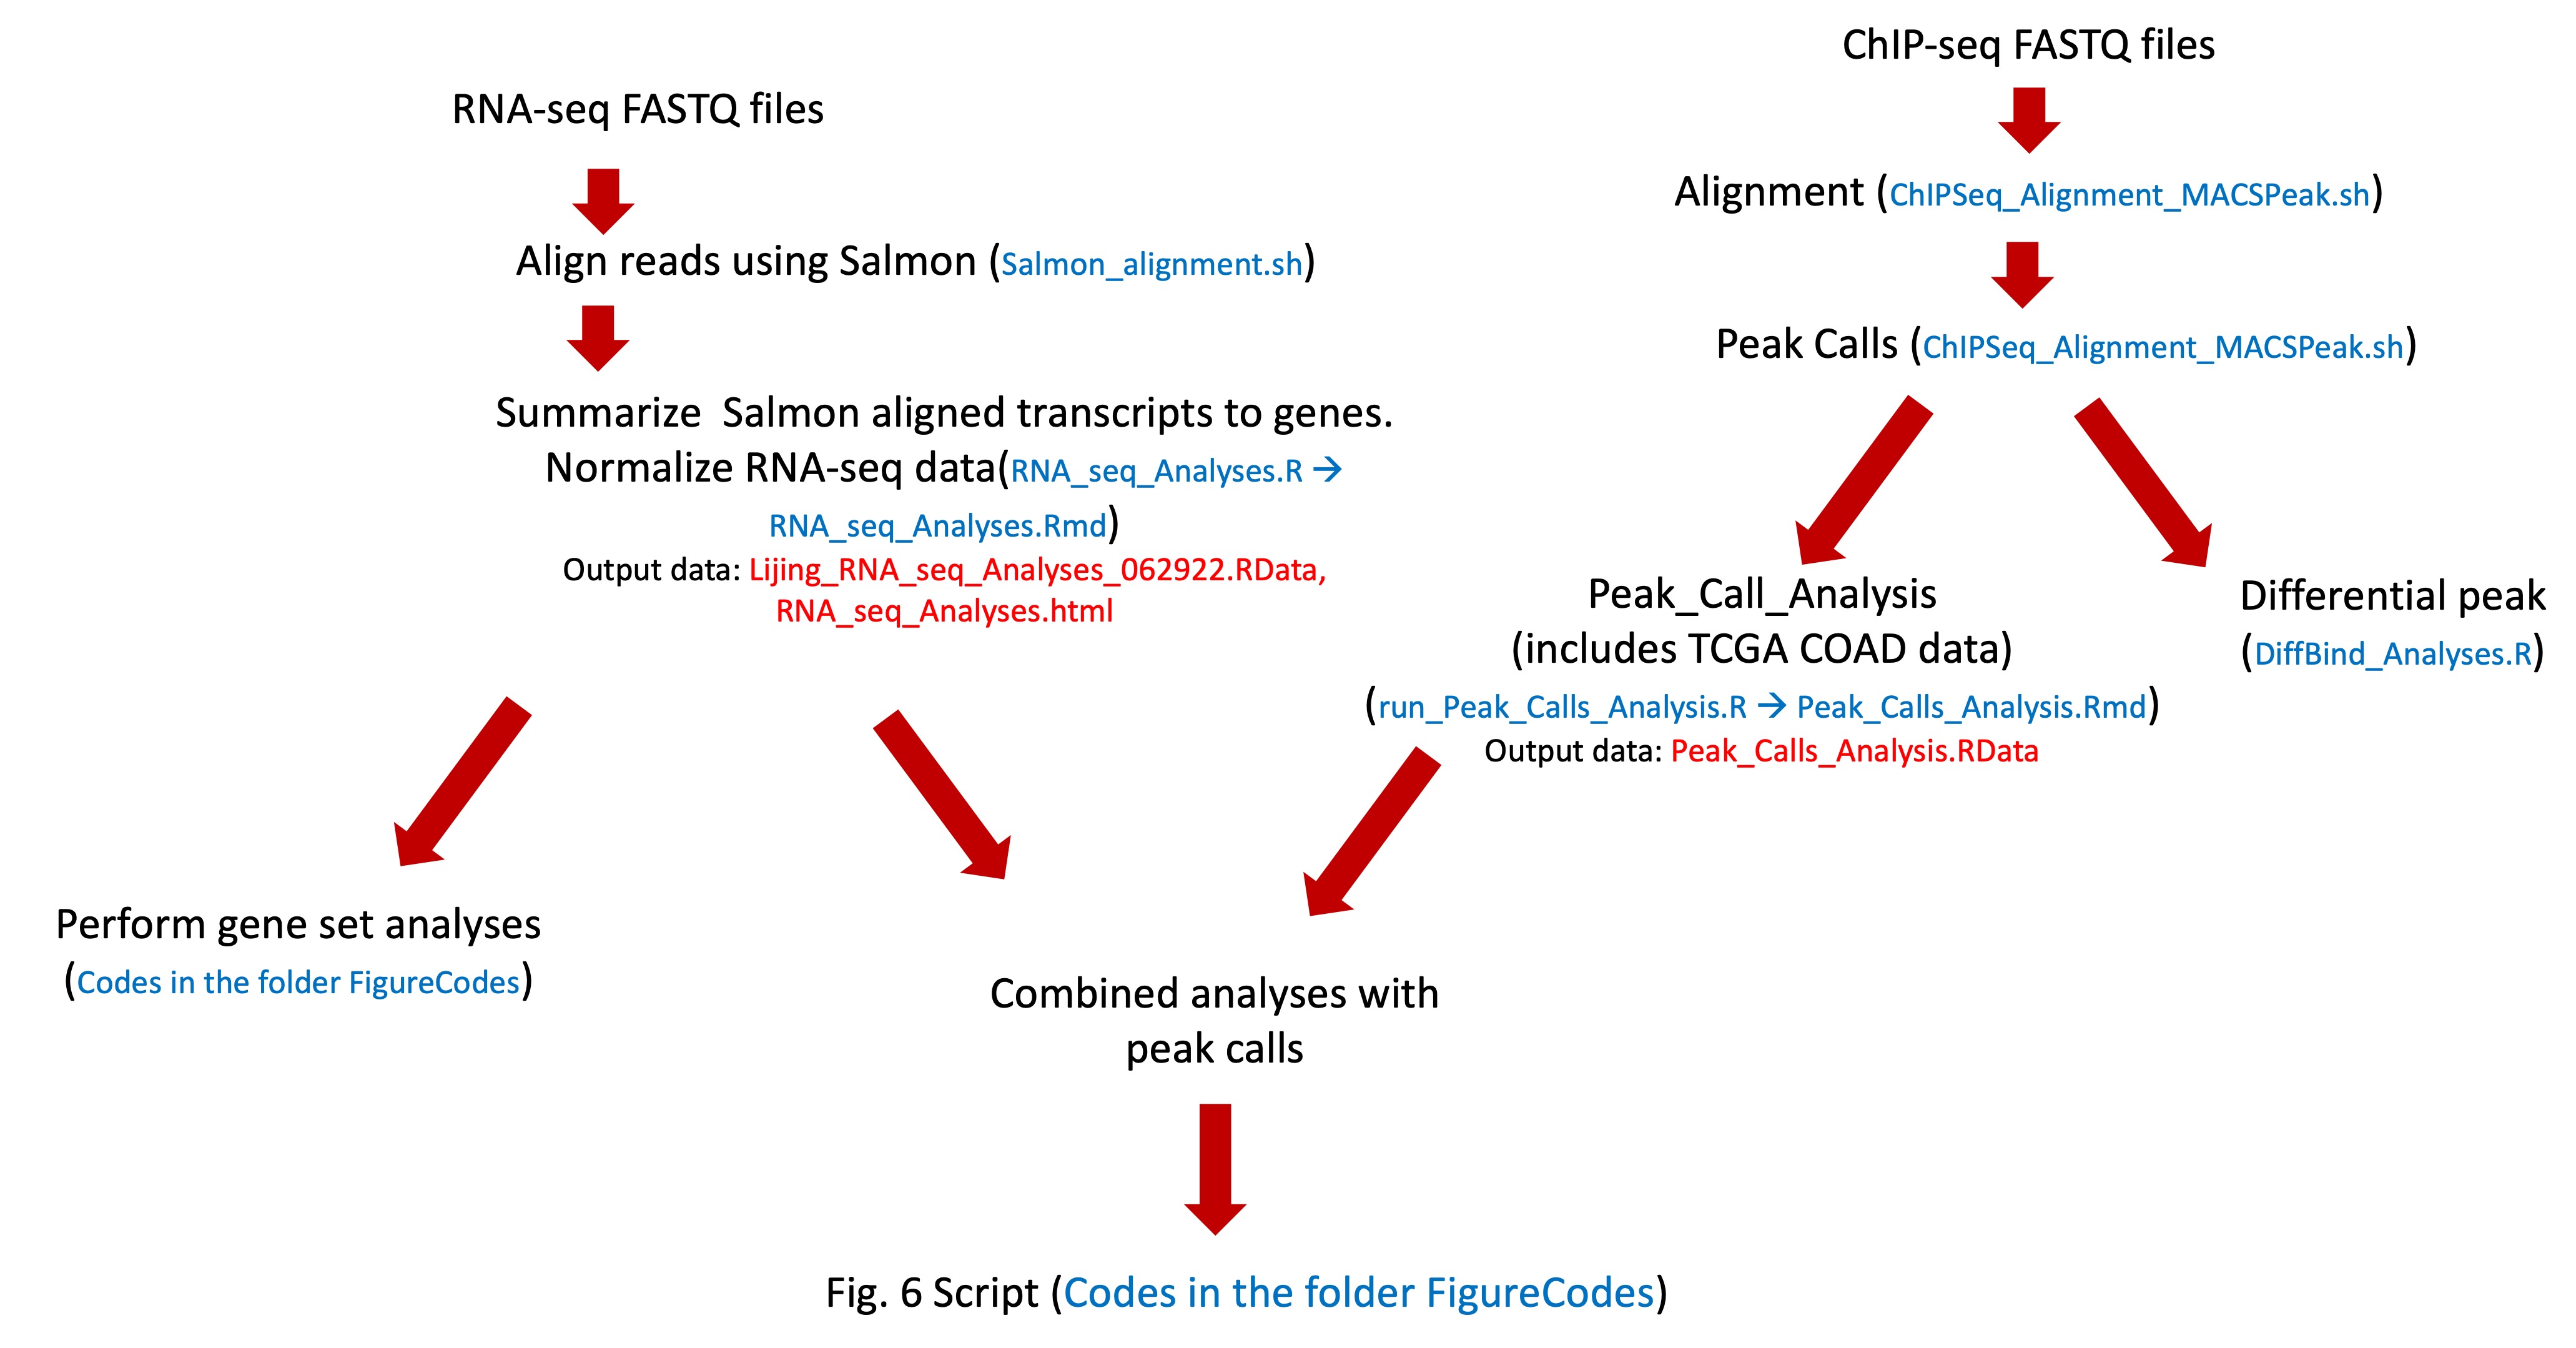 RNA-seq FASTQ files
Align reads using Salmon (Salmon_alignment.sh)
Summarize  Salmon aligned transcripts to genes.
Normalize RNA-seq data(RNA_seq_Analyses.R →
RNA_seq_Analyses.Rmd)
Output data: Lijing_RNA_seq_Analyses_062922.RData,
RNA_seq_Analyses.html
Perform gene set analyses
(Codes in the folder FigureCodes)
ChIP-seq FASTQ files
Alignment (ChIPSeq_Alignment_MACSPeak.sh)
Peak Calls (ChIPSeq_Alignment_MACSPeak.sh)
Peak_Call_Analysis
(includes TCGA COAD data)
(run_Peak_Calls_Analysis.R → Peak_Calls_Analysis.Rmd)
Output data: Peak_Calls_Analysis.RData
Differential peak
(DiffBind_Analyses.R)
Combined analyses with
peak calls
Fig. 6 Script (Codes in the folder FigureCodes)